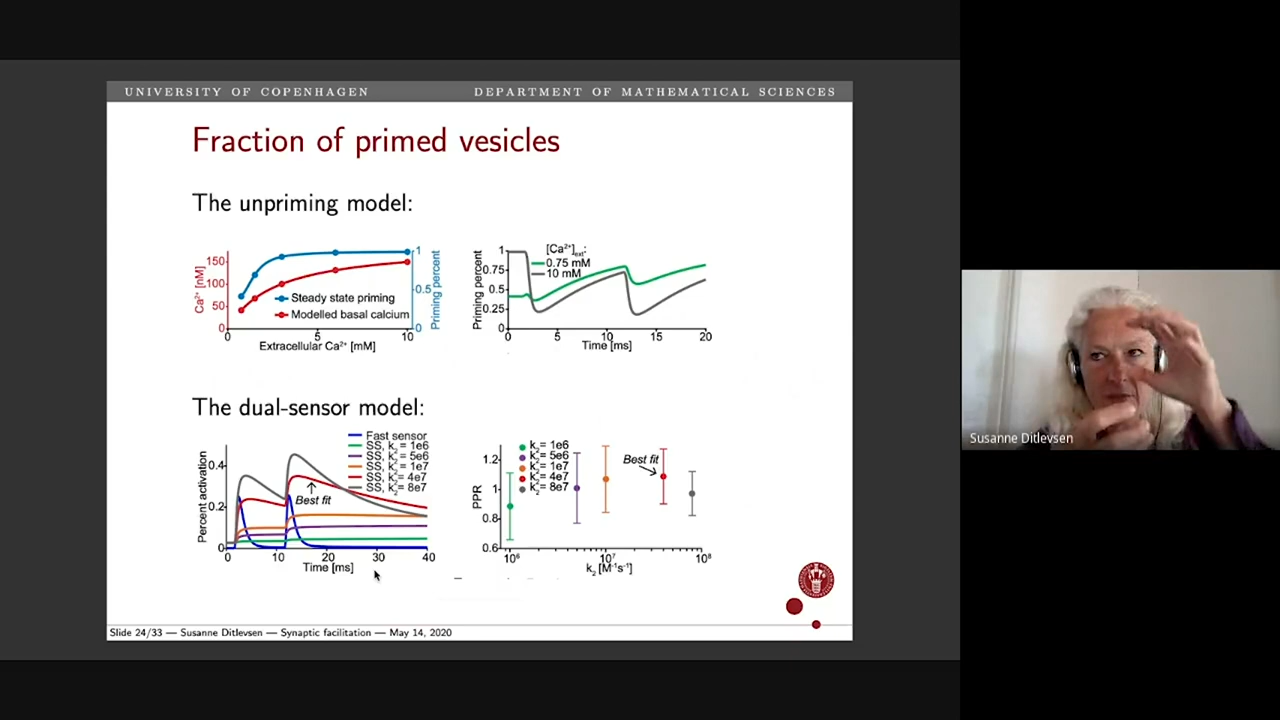 UNIVERSITY OF COPENHAGEN DEPARTMENT OF MATHEMATICAL SCIENCES
Fraction of primed vesicles
The unpriming model:
150
100
50
0
Ca²⁺ [nM]
1
0.5
0
Priming percent
Steady state priming
Modelled basal calcium
0 5 10
Extracellular Ca²⁺ [mM]
1
0.75
0.5
0.25
0
Priming percent
[Ca²⁺]ext:
0.75 mM
10 mM
0 5 10 15 20
Time [ms]
The dual-sensor model:
Fast sensor
SS, k₂= 1e6
SS, k₂= 5e6
SS, k₂= 1e7
SS, k₂= 4e7
SS, k₂= 8e7
0.4
0.2
0
Percent activation
Best fit
0 10 20 30 40
Time [ms]
k₂= 1e6
k₂= 5e6
k₂= 1e7
k₂= 4e7
k₂= 8e7
Best fit
1.2
1
0.8
0.6
PPR
10⁶ 10⁷ 10⁸
k₂ [M⁻¹s⁻¹]
Slide 24/33 — Susanne Ditlevsen — Synaptic facilitation — May 14, 2020
Susanne Ditlevsen